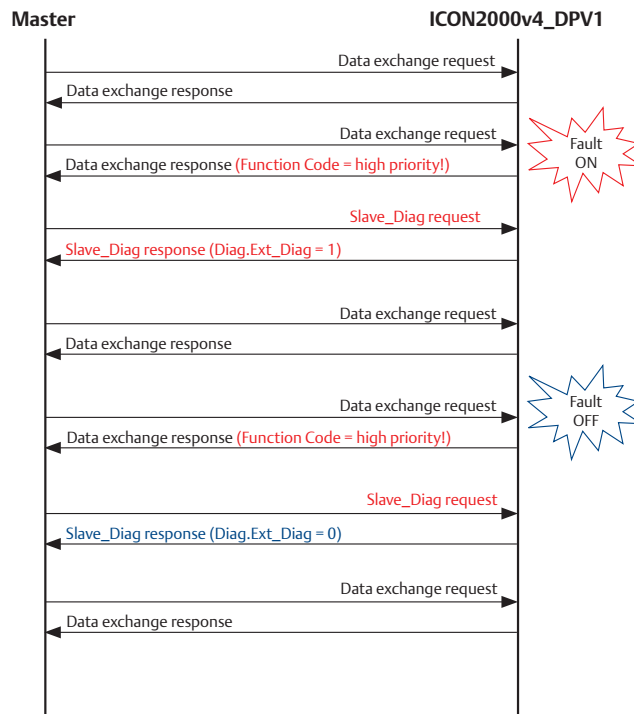 Master
ICON2000v4_DPV1
Data exchange request
Data exchange response
Data exchange request
Fault
ON
Data exchange response (Function Code = high priority!)
Slave_Diag request
Slave_Diag response (Diag.Ext_Diag = 1)
Data exchange request
Data exchange response
Data exchange request
Fault
OFF
Data exchange response (Function Code = high priority!)
Slave_Diag request
Slave_Diag response (Diag.Ext_Diag = 0)
Data exchange request
Data exchange response